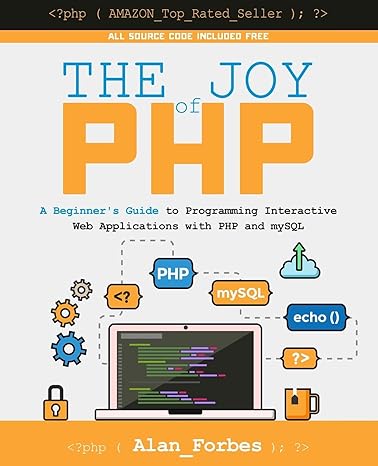 <?php ( AMAZON_Top_Rated_Seller ); ?>
ALL SOURCE CODE INCLUDED FREE
THE JOY
of
PHP
A Beginner's Guide to Programming Interactive
Web Applications with PHP and mySQL
PHP
<?
mySQL
echo ()
?>
<?php ( Alan_Forbes ); ?>